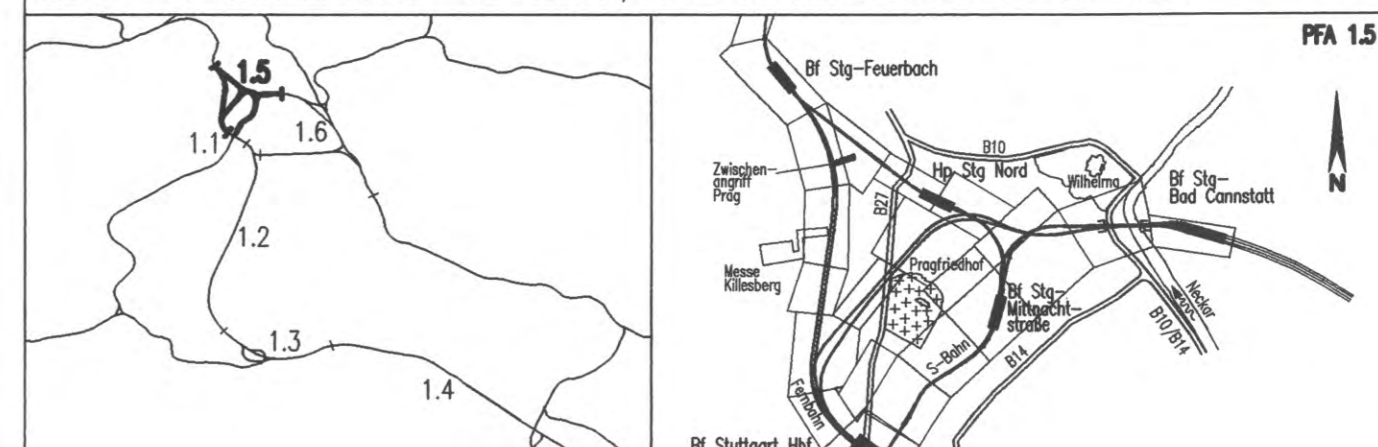 1.5
1.1
1.6
1.2
1.3
1.4
PFA 1.5
Bf Stg-Feuerbach
B10
Zwischen-
angriff
Prag
Hp Stg Nord
Wilhelma
Bf Stg-
Bad Cannstatt
N
B27
Messe
Killesberg
Pragfriedhof
Bf Stg-
Mittnacht-
straße
Neckar
B10/B14
S-Bahn
B14
Fernbahn
Bf Stuttgart Hbf